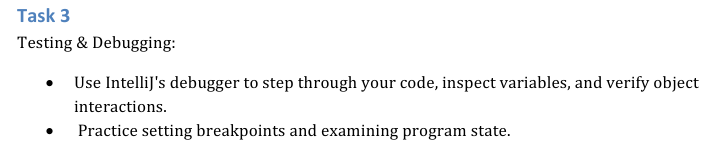 Task 3
Testing & Debugging:
• Use IntelliJ's debugger to step through your code, inspect variables, and verify object
interactions.
• Practice setting breakpoints and examining program state.